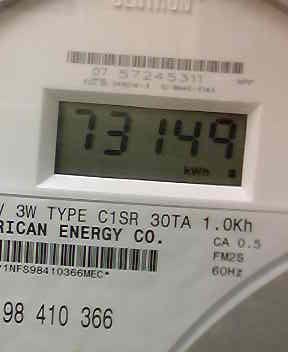 07 57245311
73149
kWh
3W TYPE C1SR 30TA 1.0Kh
RICAN ENERGY CO.
CA 0.5
FM2S
60Hz
1NFS98410366MEC*
98 410 366